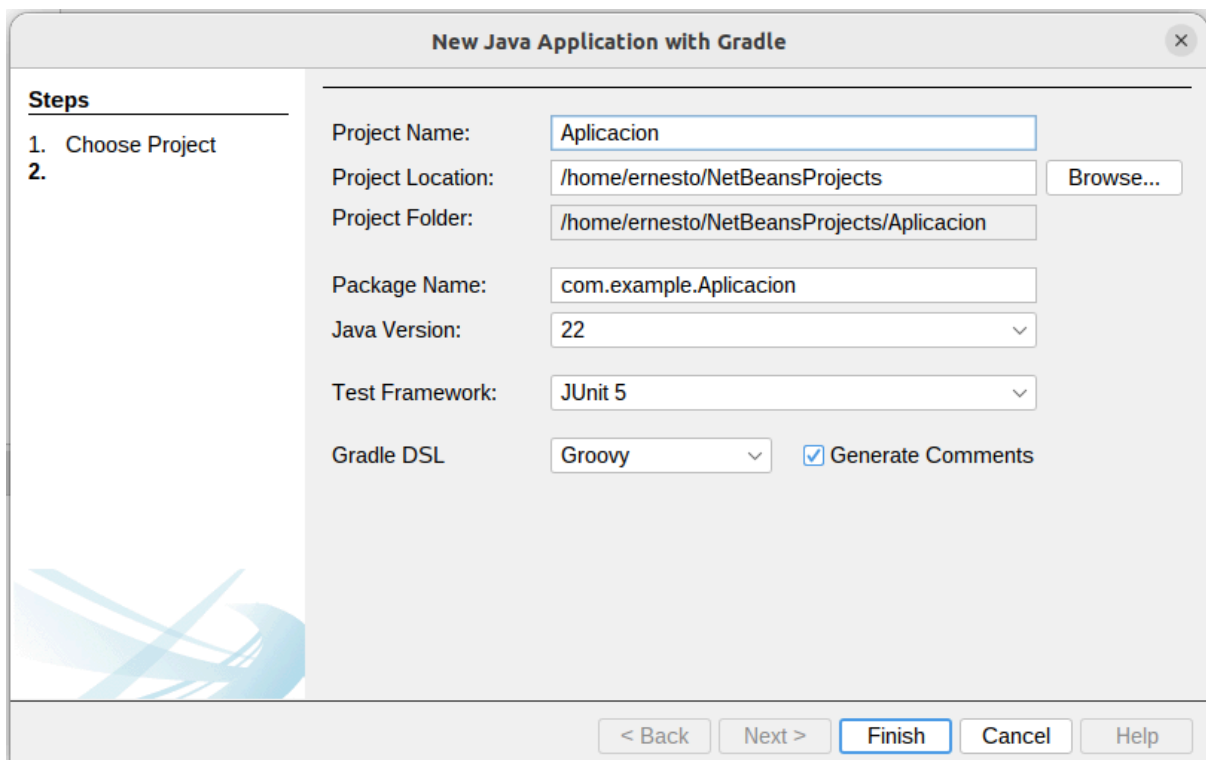 New Java Application with Gradle
Steps
1. Choose Project
2.
Project Name: Aplicacion
Project Location: /home/ernesto/NetBeansProjects Browse...
Project Folder: /home/ernesto/NetBeansProjects/Aplicacion
Package Name: com.example.Aplicacion
Java Version: 22
Test Framework: JUnit 5
Gradle DSL Groovy Generate Comments
< Back Next > Finish Cancel Help